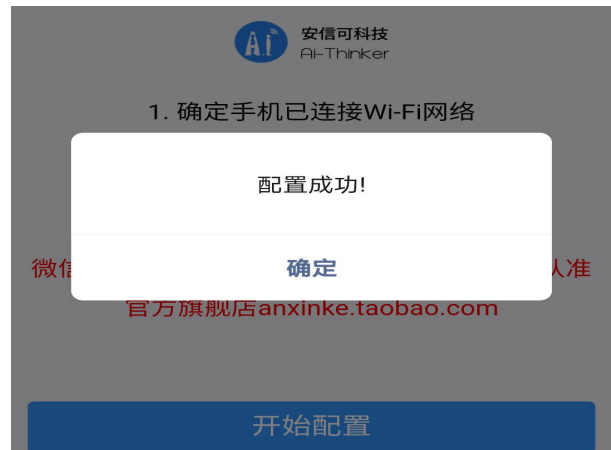 Ai
安信可科技
Ai-Thinker
1. 确定手机已连接Wi-Fi网络
配置成功!
微信
确定
认准
官方旗舰店anxinke.taobao.com
开始配置